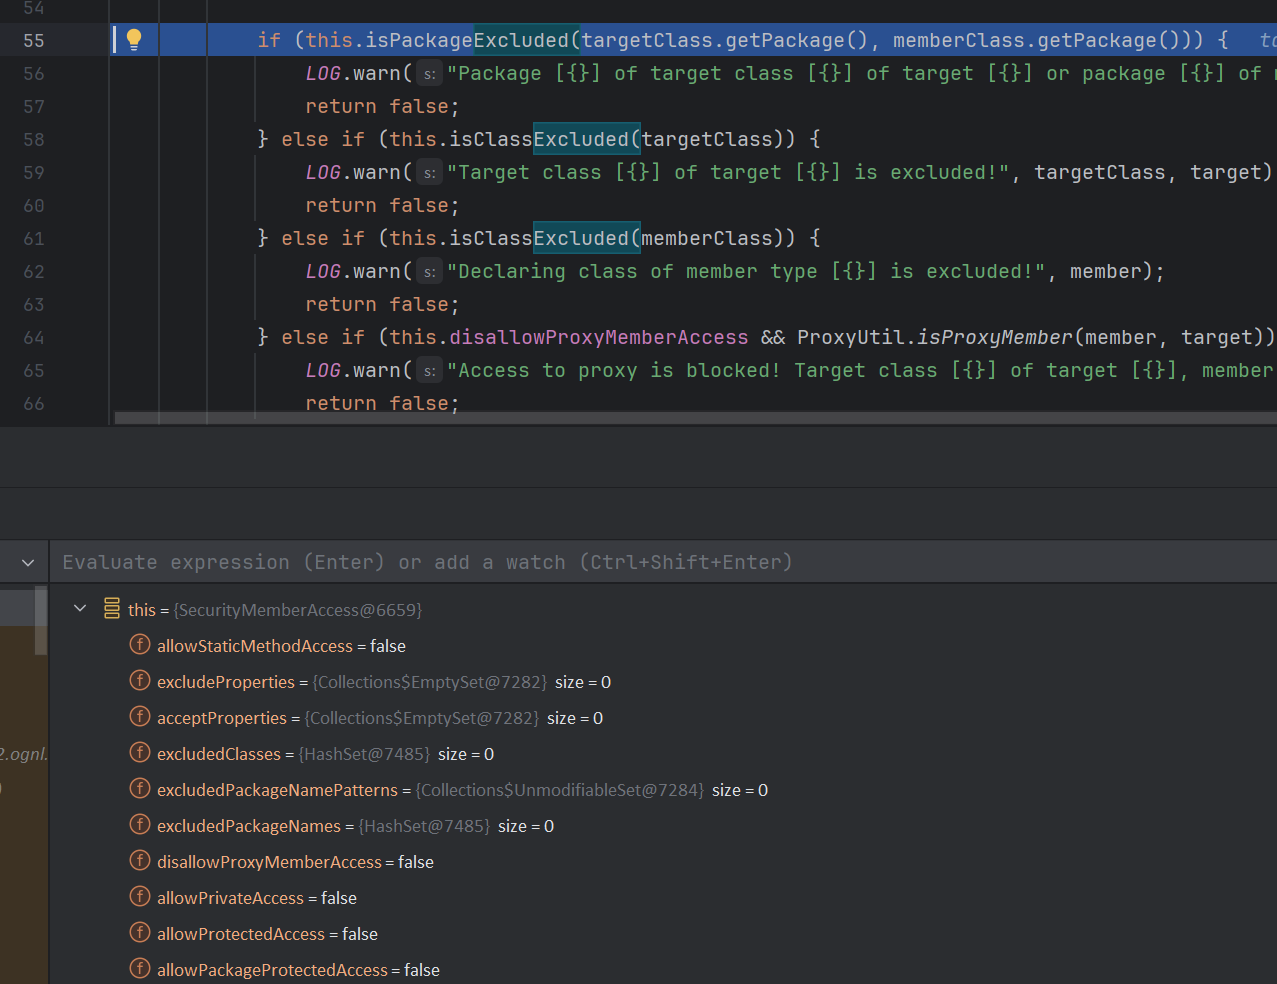 54
55 if (this.isPackageExcluded(targetClass.getPackage(), memberClass.getPackage())) {
56 LOG.warn( s: "Package [{}] of target class [{}] of target [{}] or package [{}] of
57 return false;
58 } else if (this.isClassExcluded(targetClass)) {
59 LOG.warn( s: "Target class [{}] of target [{}] is excluded!", targetClass, target)
60 return false;
61 } else if (this.isClassExcluded(memberClass)) {
62 LOG.warn( s: "Declaring class of member type [{}] is excluded!", member);
63 return false;
64 } else if (this.disallowProxyMemberAccess && ProxyUtil.isProxyMember(member, target))
65 LOG.warn( s: "Access to proxy is blocked! Target class [{}] of target [{}], member
66 return false;
Evaluate expression (Enter) or add a watch (Ctrl+Shift+Enter)
this = {SecurityMemberAccess@6659}
f allowStaticMethodAccess = false
f excludeProperties = {Collections$EmptySet@7282} size = 0
f acceptProperties = {Collections$EmptySet@7282} size = 0
2.ognl.
f excludedClasses = {HashSet@7485} size = 0
f excludedPackageNamePatterns = {Collections$UnmodifiableSet@7284} size = 0
f excludedPackageNames = {HashSet@7485} size = 0
f disallowProxyMemberAccess = false
f allowPrivateAccess = false
f allowProtectedAccess = false
f allowPackageProtectedAccess = false